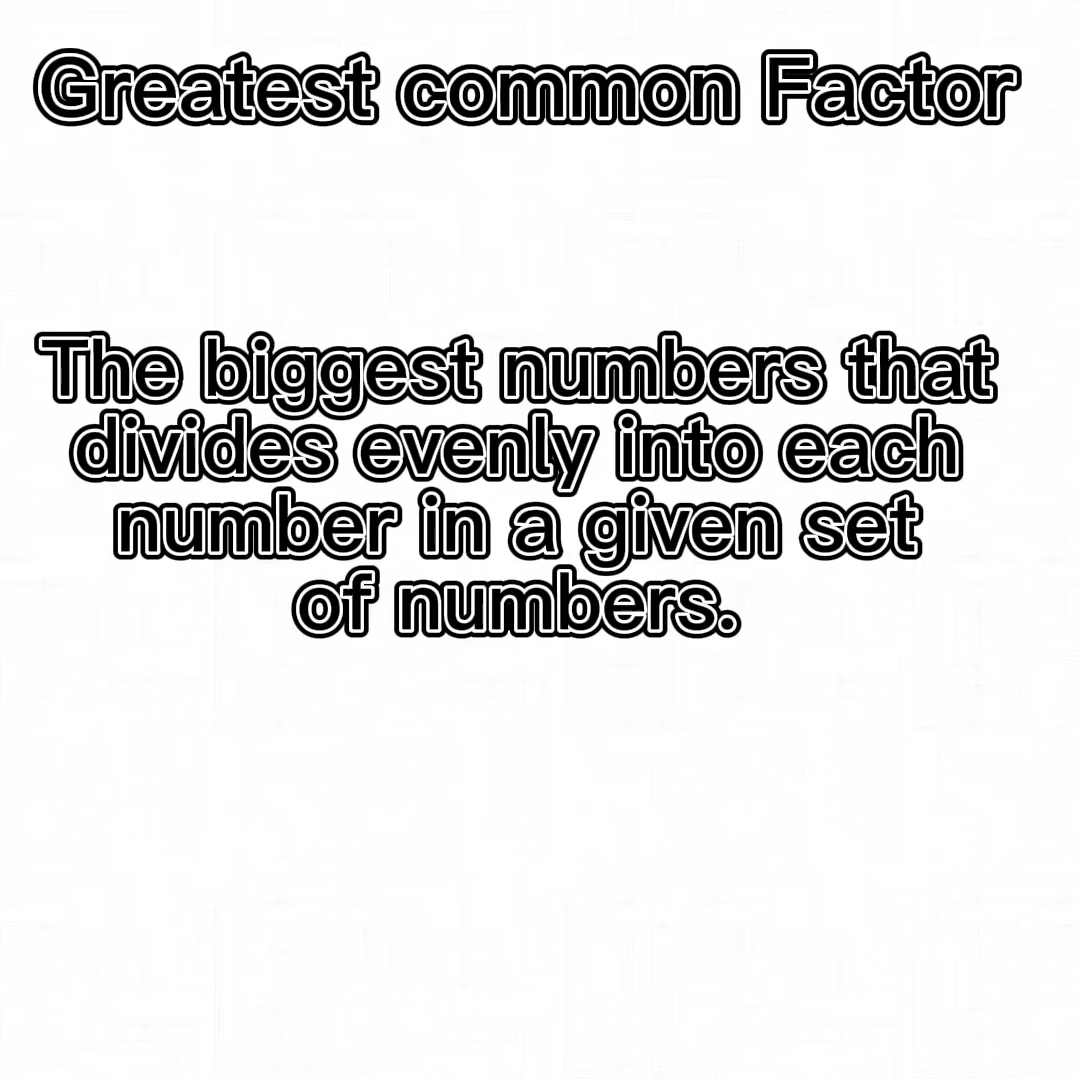 Greatest common Factor
The biggest numbers that
divides evenly into each
number in a given set
of numbers.